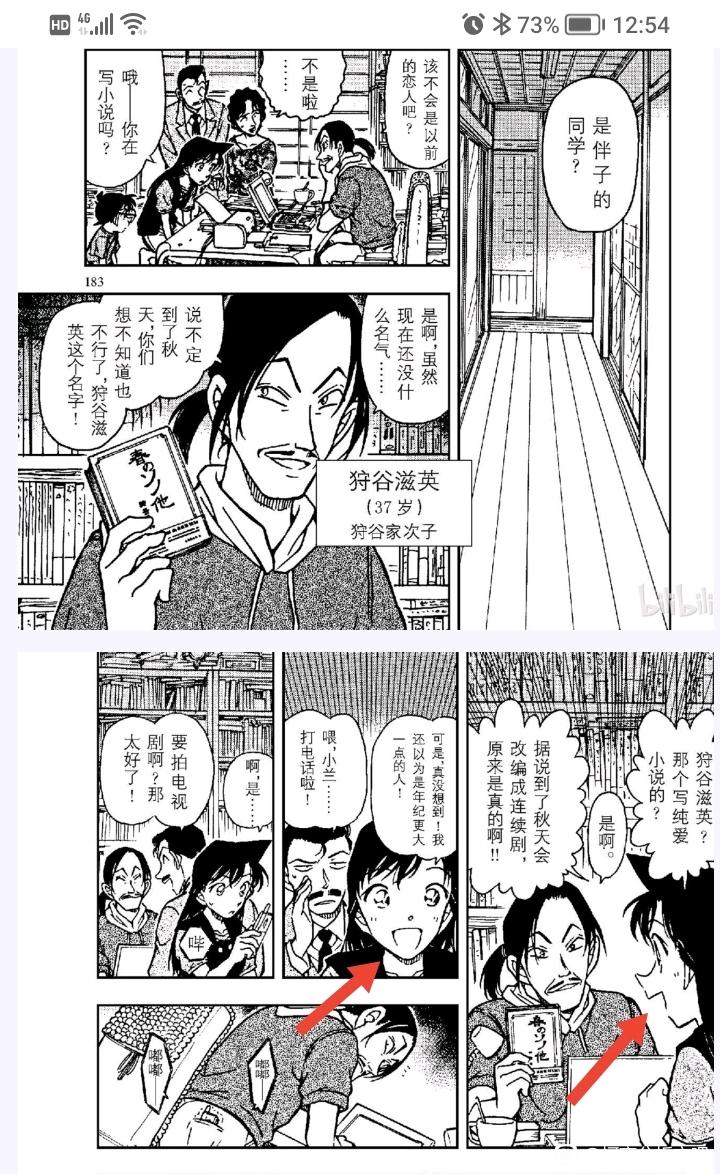 HD 4G 73% 12:54
是伴子的
同学？
该不会是以前
的恋人吧？
不是啦
……
哦——你在
写小说吗？
183
是啊，虽然
现在还没什
么名气……
说不定
到了秋
天，你们
想不知道也
不行了，狩谷滋
英这个名字！
春のソノ他
狩谷滋英
（37岁）
狩谷家次子
bilibili
狩谷滋英？
那个写纯爱
小说的？
是啊。
据说到了秋天会
改编成连续剧，
原来是真的啊!!
春のソノ他
可是，真没想到！我
还以为是年纪更大
一点的人！
喂，小兰……
打电话啦！
啊，是……
要拍电视
剧啊？那
太好了！
哔
嘟嘟
嘟嘟